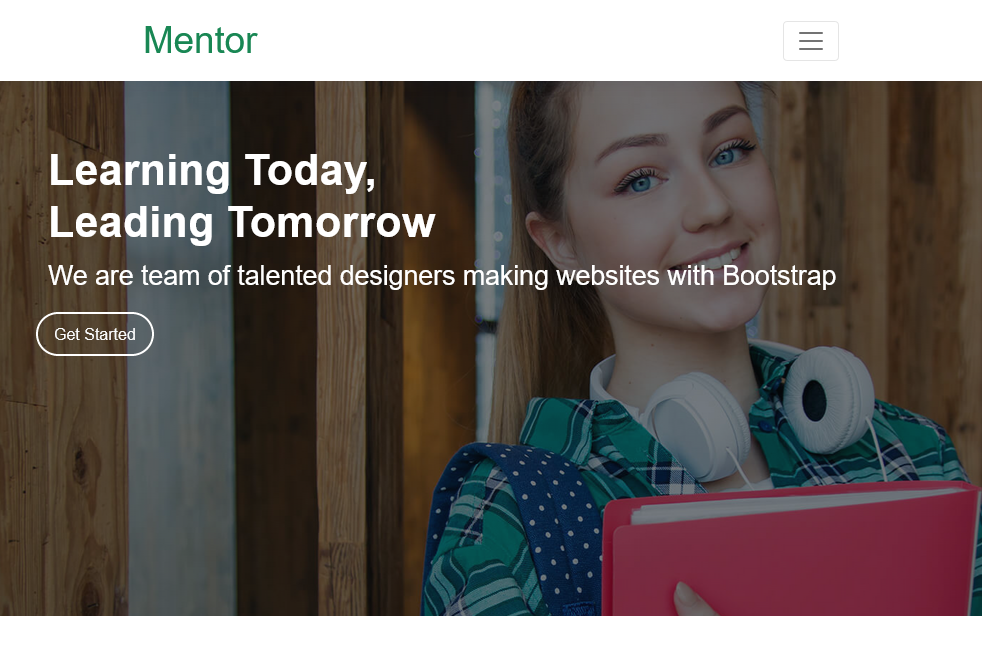 Mentor
Learning Today,
Leading Tomorrow
We are team of talented designers making websites with Bootstrap
Get Started